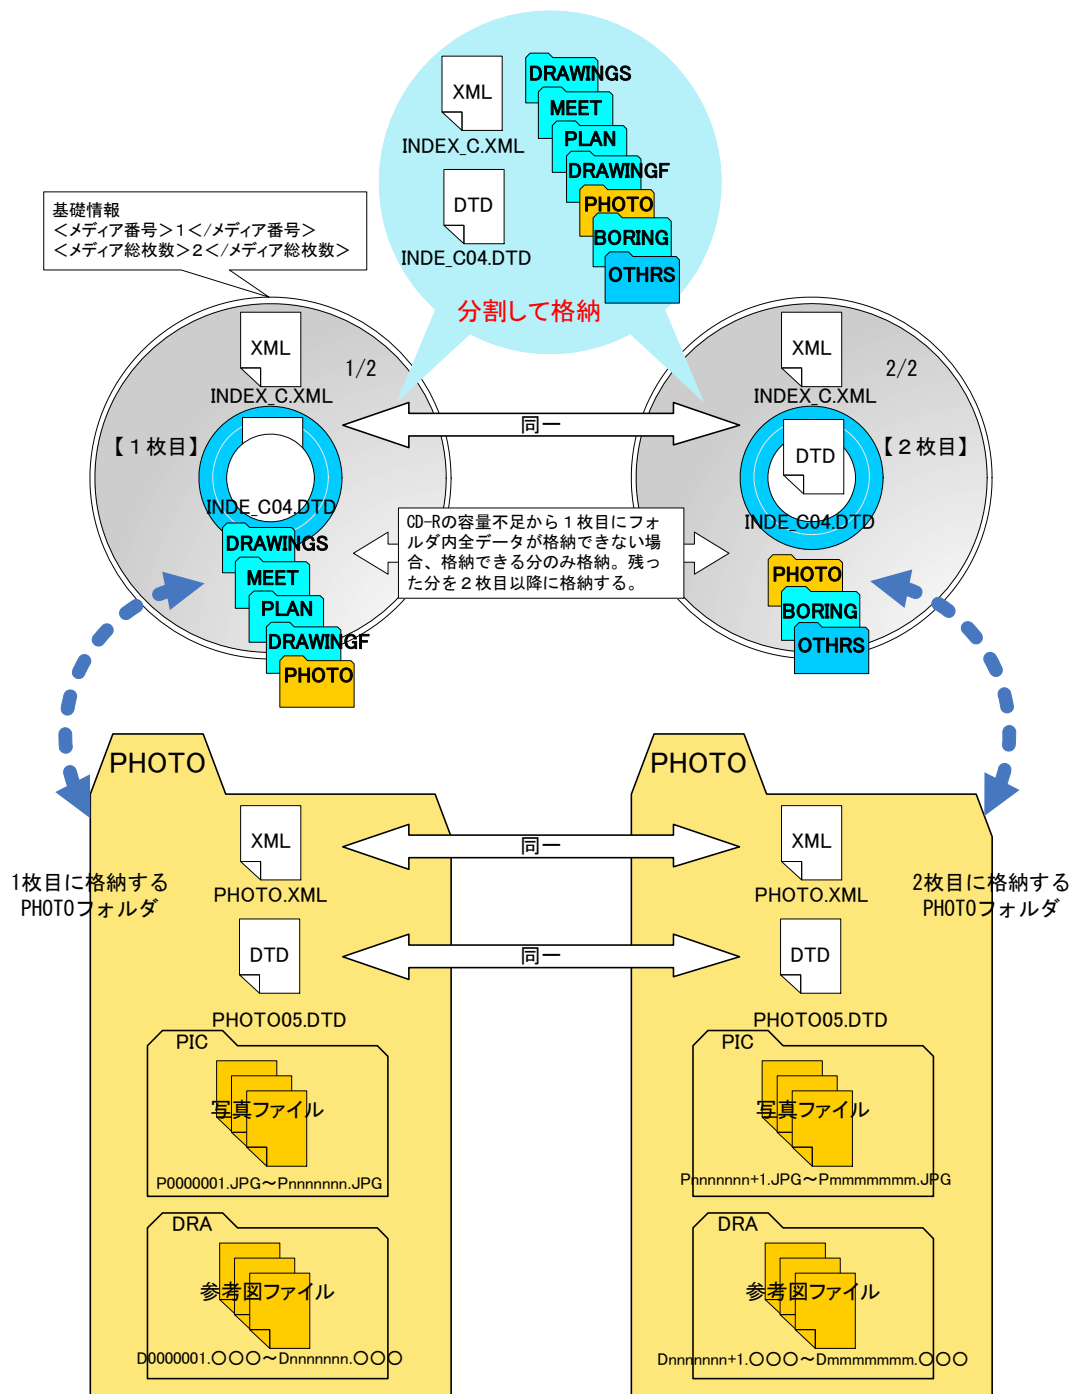 XML
INDEX_C.XML
DTD
INDE_C04.DTD
DRAWINGS
MEET
PLAN
DRAWINGF
PHOTO
BORING
OTHRS
分割して格納
基礎情報
<メディア番号>1</メディア番号>
<メディア総枚数>2</メディア総枚数>
XML
1/2
INDEX_C.XML
【1枚目】
INDE_C04.DTD
DRAWINGS
MEET
PLAN
DRAWINGF
PHOTO
同一
CD-Rの容量不足から1枚目にフォ
ルダ内全データが格納できない場
合、格納できる分のみ格納。残っ
た分を2枚目以降に格納する。
XML
2/2
INDEX_C.XML
【2枚目】
DTD
INDE_C04.DTD
PHOTO
BORING
OTHRS
PHOTO
XML
PHOTO.XML
1枚目に格納する
PHOTOフォルダ
DTD
PHOTO05.DTD
PIC
写真ファイル
P0000001.JPG～Pnnnnnnn.JPG
DRA
参考図ファイル
D0000001.○○○～Dnnnnnnn.○○○
同一
同一
PHOTO
XML
PHOTO.XML
2枚目に格納する
PHOTOフォルダ
DTD
PHOTO05.DTD
PIC
写真ファイル
Pnnnnnnn+1.JPG～Pmmmmmmm.JPG
DRA
参考図ファイル
Dnnnnnnn+1.○○○～Dmmmmmmm.○○○